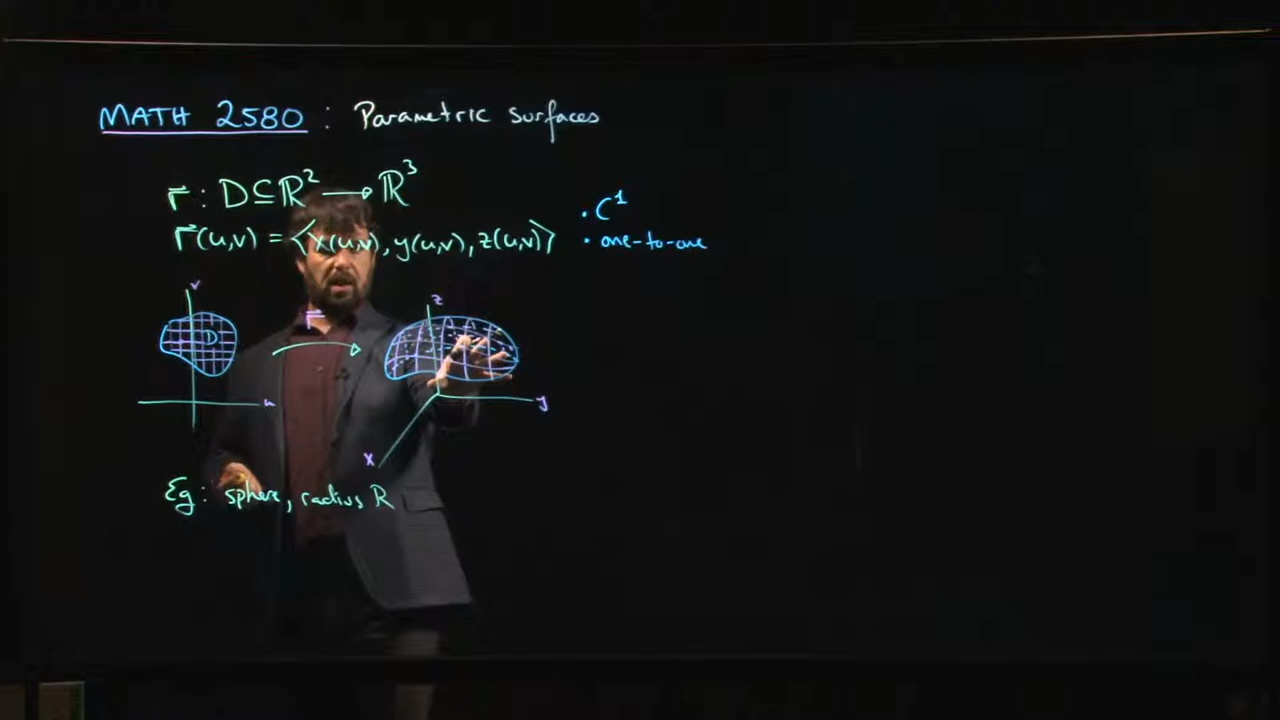 MATH 2580 : Parametric surfaces
r⃗ : D ⊆ ℝ² → ℝ³
r⃗(u,v) = ⟨x(u,v), y(u,v), z(u,v)⟩
• C¹
• one-to-one
v
D
u
r⃗
z
y
x
Eg: sphere, radius R